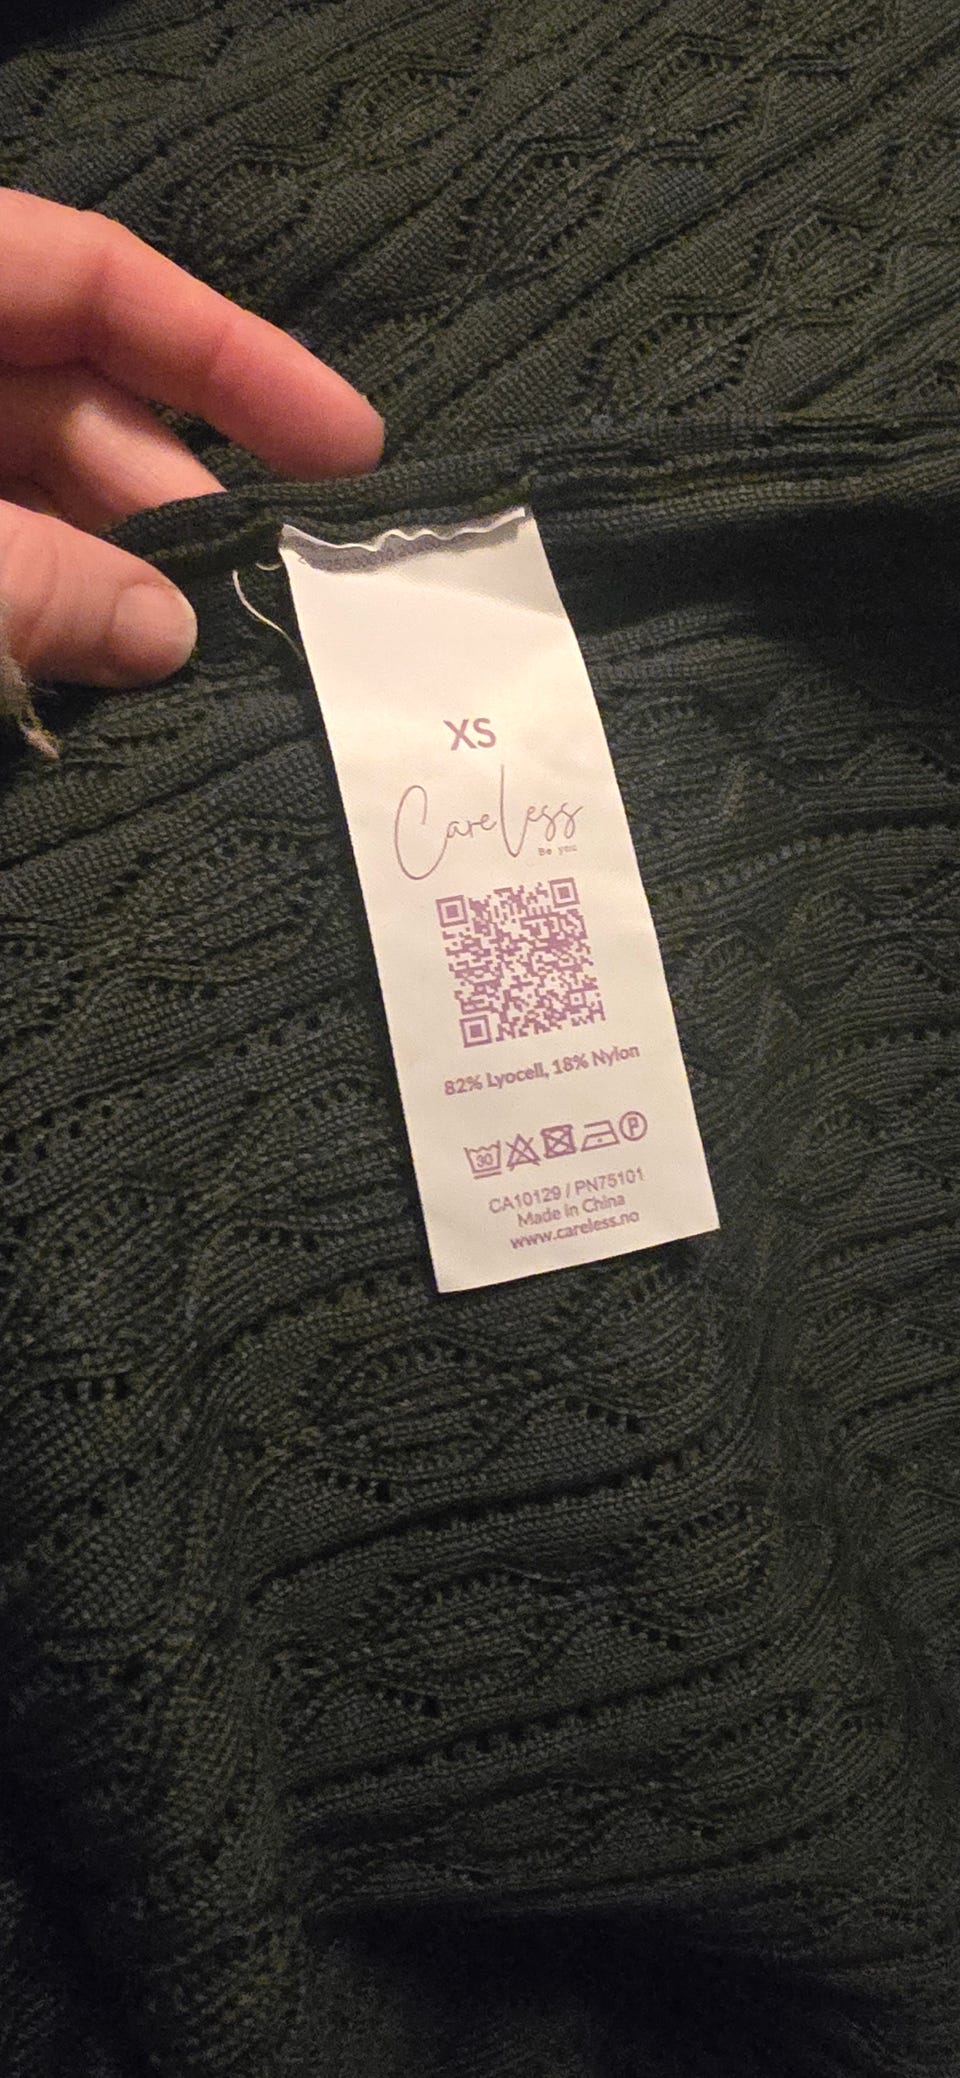 XS
Careless
Be you
82% Lyocell, 18% Nylon
30 P
CA10129 / PN75101
Made in China
www.careless.no